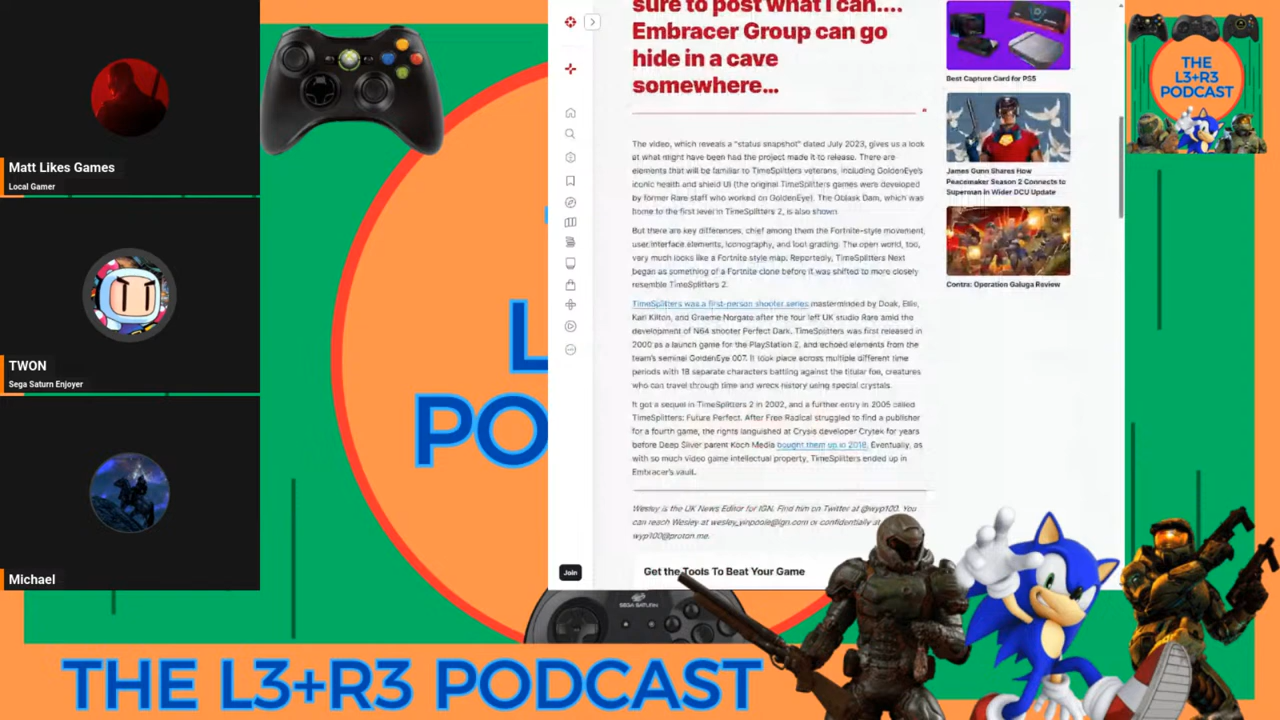 Matt Likes Games
Local Gamer
TWON
Sega Saturn Enjoyer
Michael
sure to post what I can....
Embracer Group can go
hide in a cave
somewhere...
The video, which reveals a "status snapshot" dated July 2023, gives us a look
at what might have been had the project made it to release. There are
elements that will be familiar to TimeSplitters veterans, including GoldenEye's
iconic health and shield UI (the original TimeSplitters games were developed
by former Rare staff who worked on GoldenEye). The Oblask Dam, which was
home to the first level in TimeSplitters 2, is also shown
But there are key differences, chief among them the Fortnite-style movement,
user interface elements, iconography, and loot grading. The open world, too,
very much looks like a Fortnite style map. Reportedly, TimeSplitters Next
began as something of a Fortnite clone before it was shifted to more closely
resemble TimeSplitters 2.
TimeSplitters was a first-person shooter series masterminded by Doak, Ellis,
Karl Hilton, and Graeme Norgate after the four left UK studio Rare amid the
development of N64 shooter Perfect Dark. TimeSplitters was first released in
2000 as a launch game for the PlayStation 2, and echoed elements from the
team's seminal GoldenEye 007. It took place across multiple different time
periods with 18 separate characters battling against the titular foe, creatures
who can travel through time and wreck history using special crystals.
It got a sequel in TimeSplitters 2 in 2002, and a further entry in 2005 called
TimeSplitters: Future Perfect. After Free Radical struggled to find a publisher
for a fourth game, the rights languished at Crysis developer Crytek for years
before Deep Silver parent Koch Media bought them up in 2018. Eventually, as
with so much video game intellectual property, TimeSplitters ended up in
Embracer's vault.
Wesley is the UK News Editor for IGN. Find him on Twitter at @wyp100. You
can reach Wesley at wesley_yinpoole@ign.com or confidentially at
wyp100@proton.me.
Join
Get the Tools To Beat Your Game
Best Capture Card for PS5
James Gunn Shares How
Peacemaker Season 2 Connects to
Superman in Wider DCU Update
Contra: Operation Galuga Review
THE
L3+R3
PODCAST
L
PO
SEGA SATURN
THE L3+R3 PODCAST